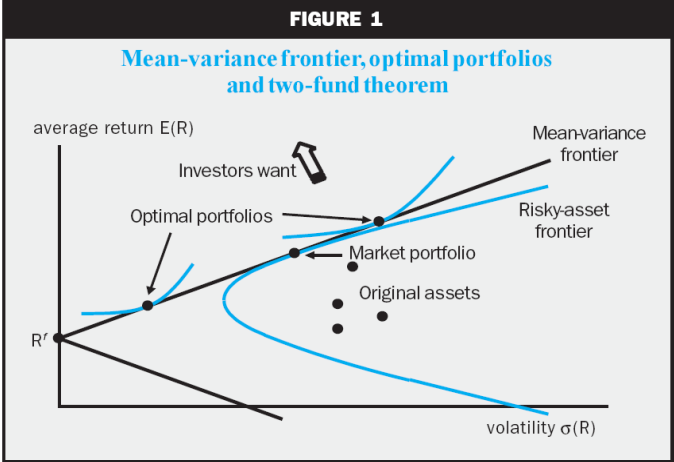 FIGURE 1
Mean-variance frontier, optimal portfolios
and two-fund theorem
average return E(R)
Mean-variance
frontier
Investors want
Risky-asset
frontier
Optimal portfolios
Market portfolio
Original assets
Rᶠ
volatility σ(R)